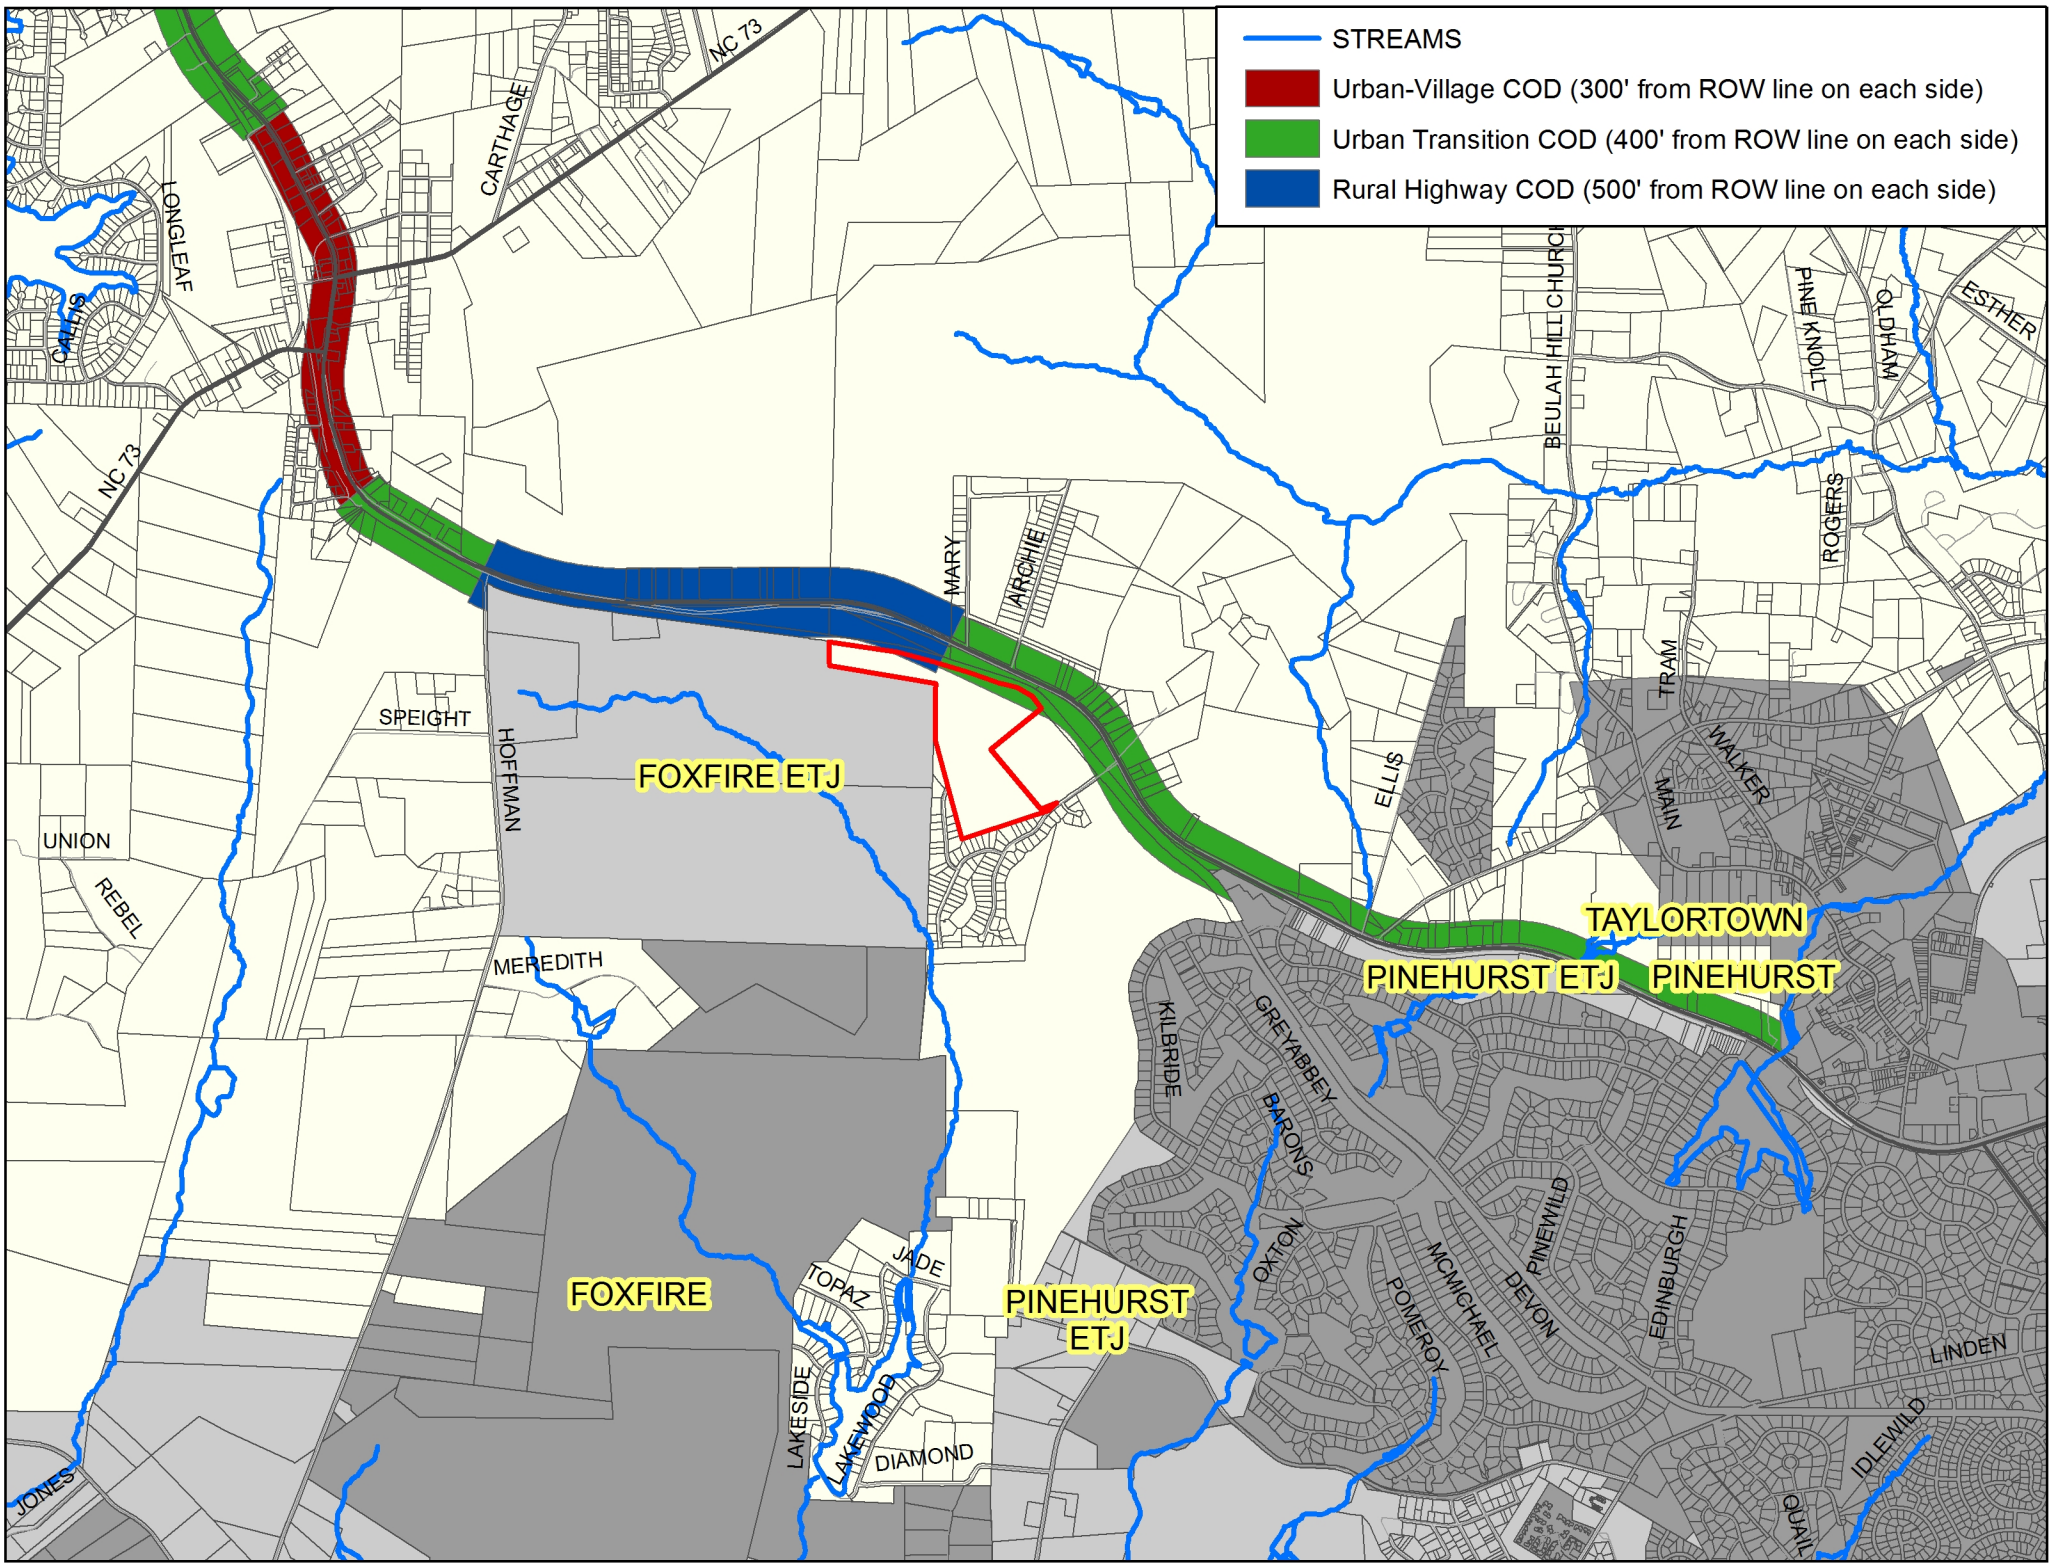 STREAMS
Urban-Village COD (300' from ROW line on each side)
Urban Transition COD (400' from ROW line on each side)
Rural Highway COD (500' from ROW line on each side)
NC 73
CARTHAGE
LONGLEAF
CALLIS
NC 73
BEULAH HILL CHURCH
PINE KNOLL
OLDHAM
ESTHER
ROGERS
MARY
ARCHIE
TRAM
SPEIGHT
HOFFMAN
FOXFIRE ETJ
ELLIS
WALKER
MAIN
UNION
REBEL
TAYLORTOWN
MEREDITH
PINEHURST ETJ
PINEHURST
KILBRIDE
GREYABBEY
BARONS
OXTON
PINEWILD
EDINBURGH
JADE
TOPAZ
FOXFIRE
PINEHURST
ETJ
MCMICHAEL
DEVON
POMEROY
LINDEN
LAKESIDE
LAKEWOOD
DIAMOND
IDLEWILD
JONES
QUAIL